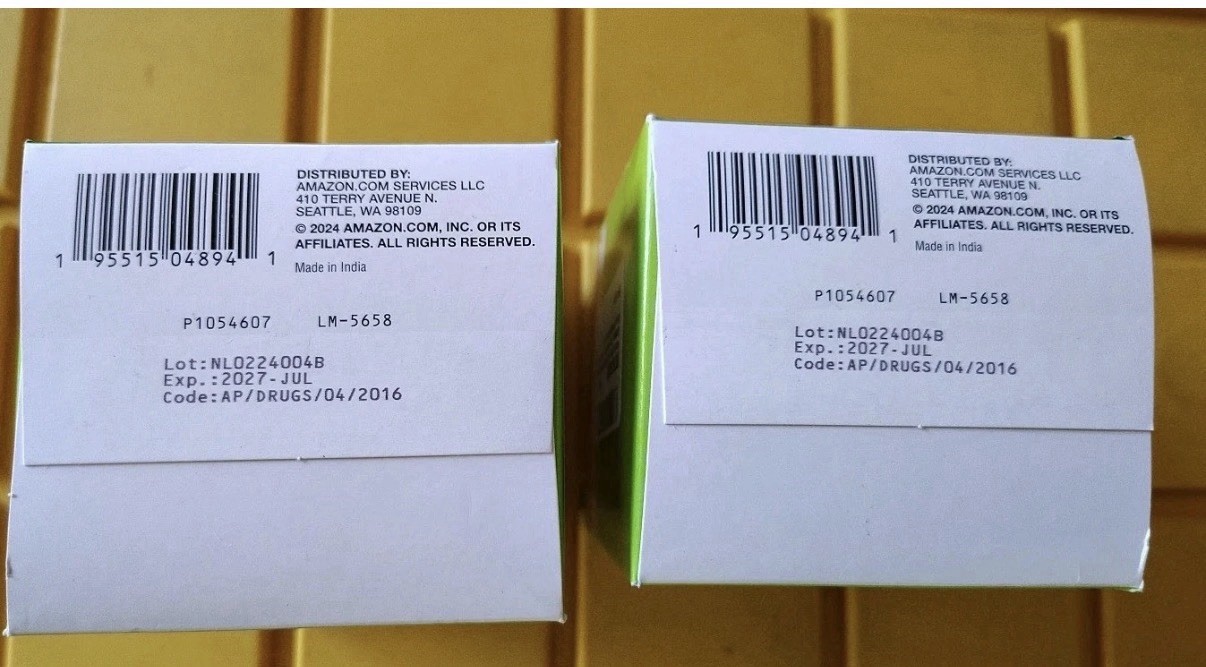 DISTRIBUTED BY:
AMAZON.COM SERVICES LLC
410 TERRY AVENUE N.
SEATTLE, WA 98109
© 2024 AMAZON.COM, INC. OR ITS
AFFILIATES. ALL RIGHTS RESERVED.
Made in India
1 95515 04894 1
P1054607 LM-5658
Lot:NL0224004B
Exp.:2027-JUL
Code:AP/DRUGS/04/2016
DISTRIBUTED BY:
AMAZON.COM SERVICES LLC
410 TERRY AVENUE N.
SEATTLE, WA 98109
© 2024 AMAZON.COM, INC. OR ITS
AFFILIATES. ALL RIGHTS RESERVED.
Made in India
1 95515 04894 1
P1054607 LM-5658
Lot:NL0224004B
Exp.:2027-JUL
Code:AP/DRUGS/04/2016